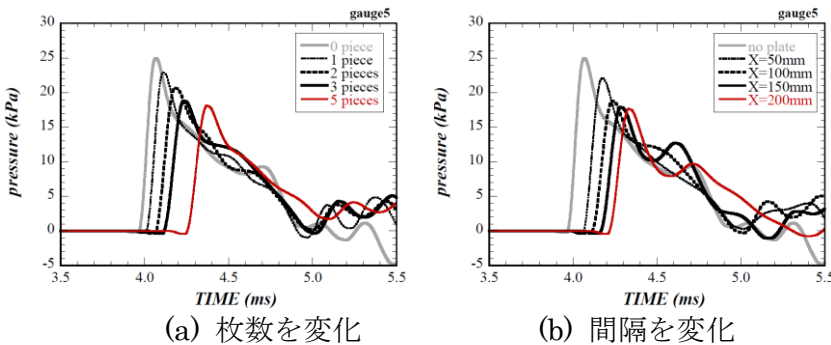 gauge5
30
25
20
15
10
5
0
-5
pressure (kPa)
0 piece
1 piece
2 pieces
3 pieces
5 pieces
3.5 4.0 4.5 5.0 5.5
TIME (ms)
(a) 枚数を変化
gauge5
30
25
20
15
10
5
0
-5
pressure (kPa)
no plate
X=50mm
X=100mm
X=150mm
X=200mm
3.5 4.0 4.5 5.0 5.5
TIME (ms)
(b) 間隔を変化